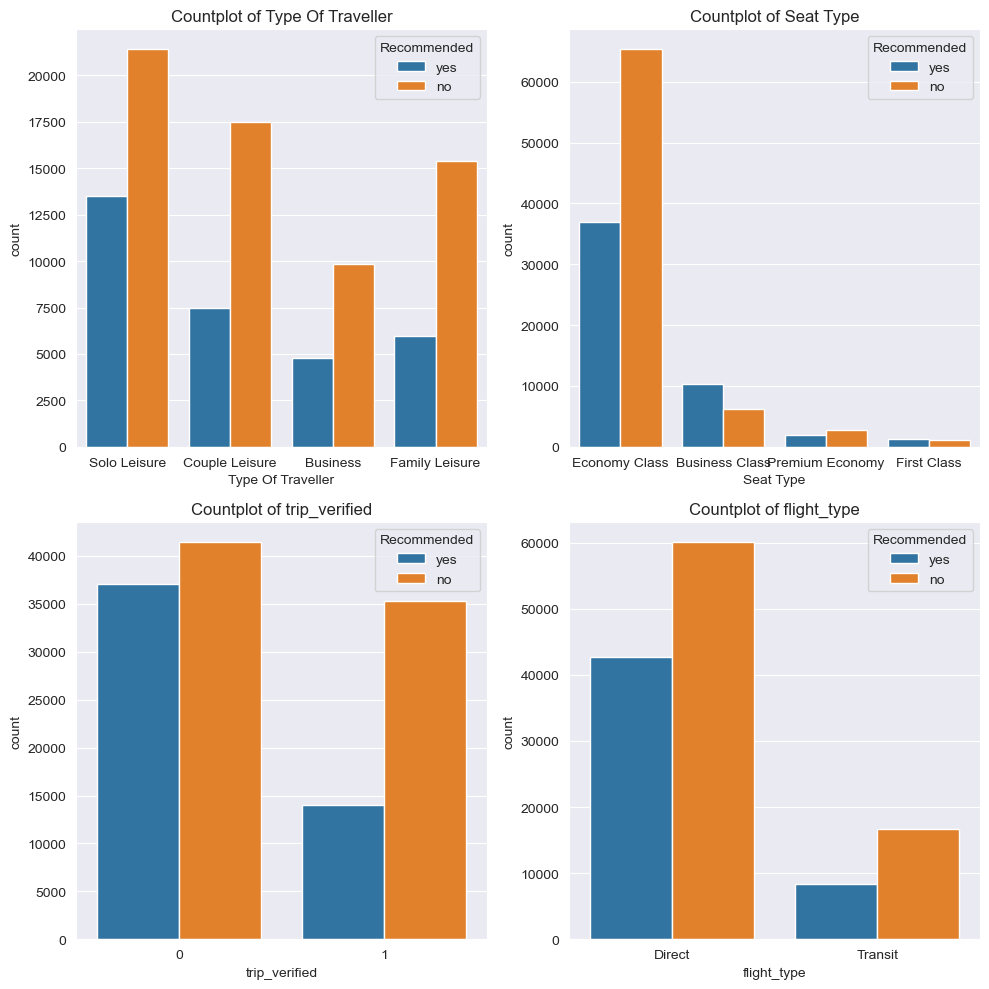 Countplot of Type Of Traveller
Recommended
yes
no
20000
17500
15000
12500
10000
7500
5000
2500
0
count
Solo Leisure Couple Leisure Business Family Leisure
Type Of Traveller
Countplot of Seat Type
Recommended
yes
no
60000
50000
40000
30000
20000
10000
0
count
Economy Class Business Class Premium Economy First Class
Seat Type
Countplot of trip_verified
Recommended
yes
no
40000
35000
30000
25000
20000
15000
10000
5000
0
count
0 1
trip_verified
Countplot of flight_type
Recommended
yes
no
60000
50000
40000
30000
20000
10000
0
count
Direct Transit
flight_type